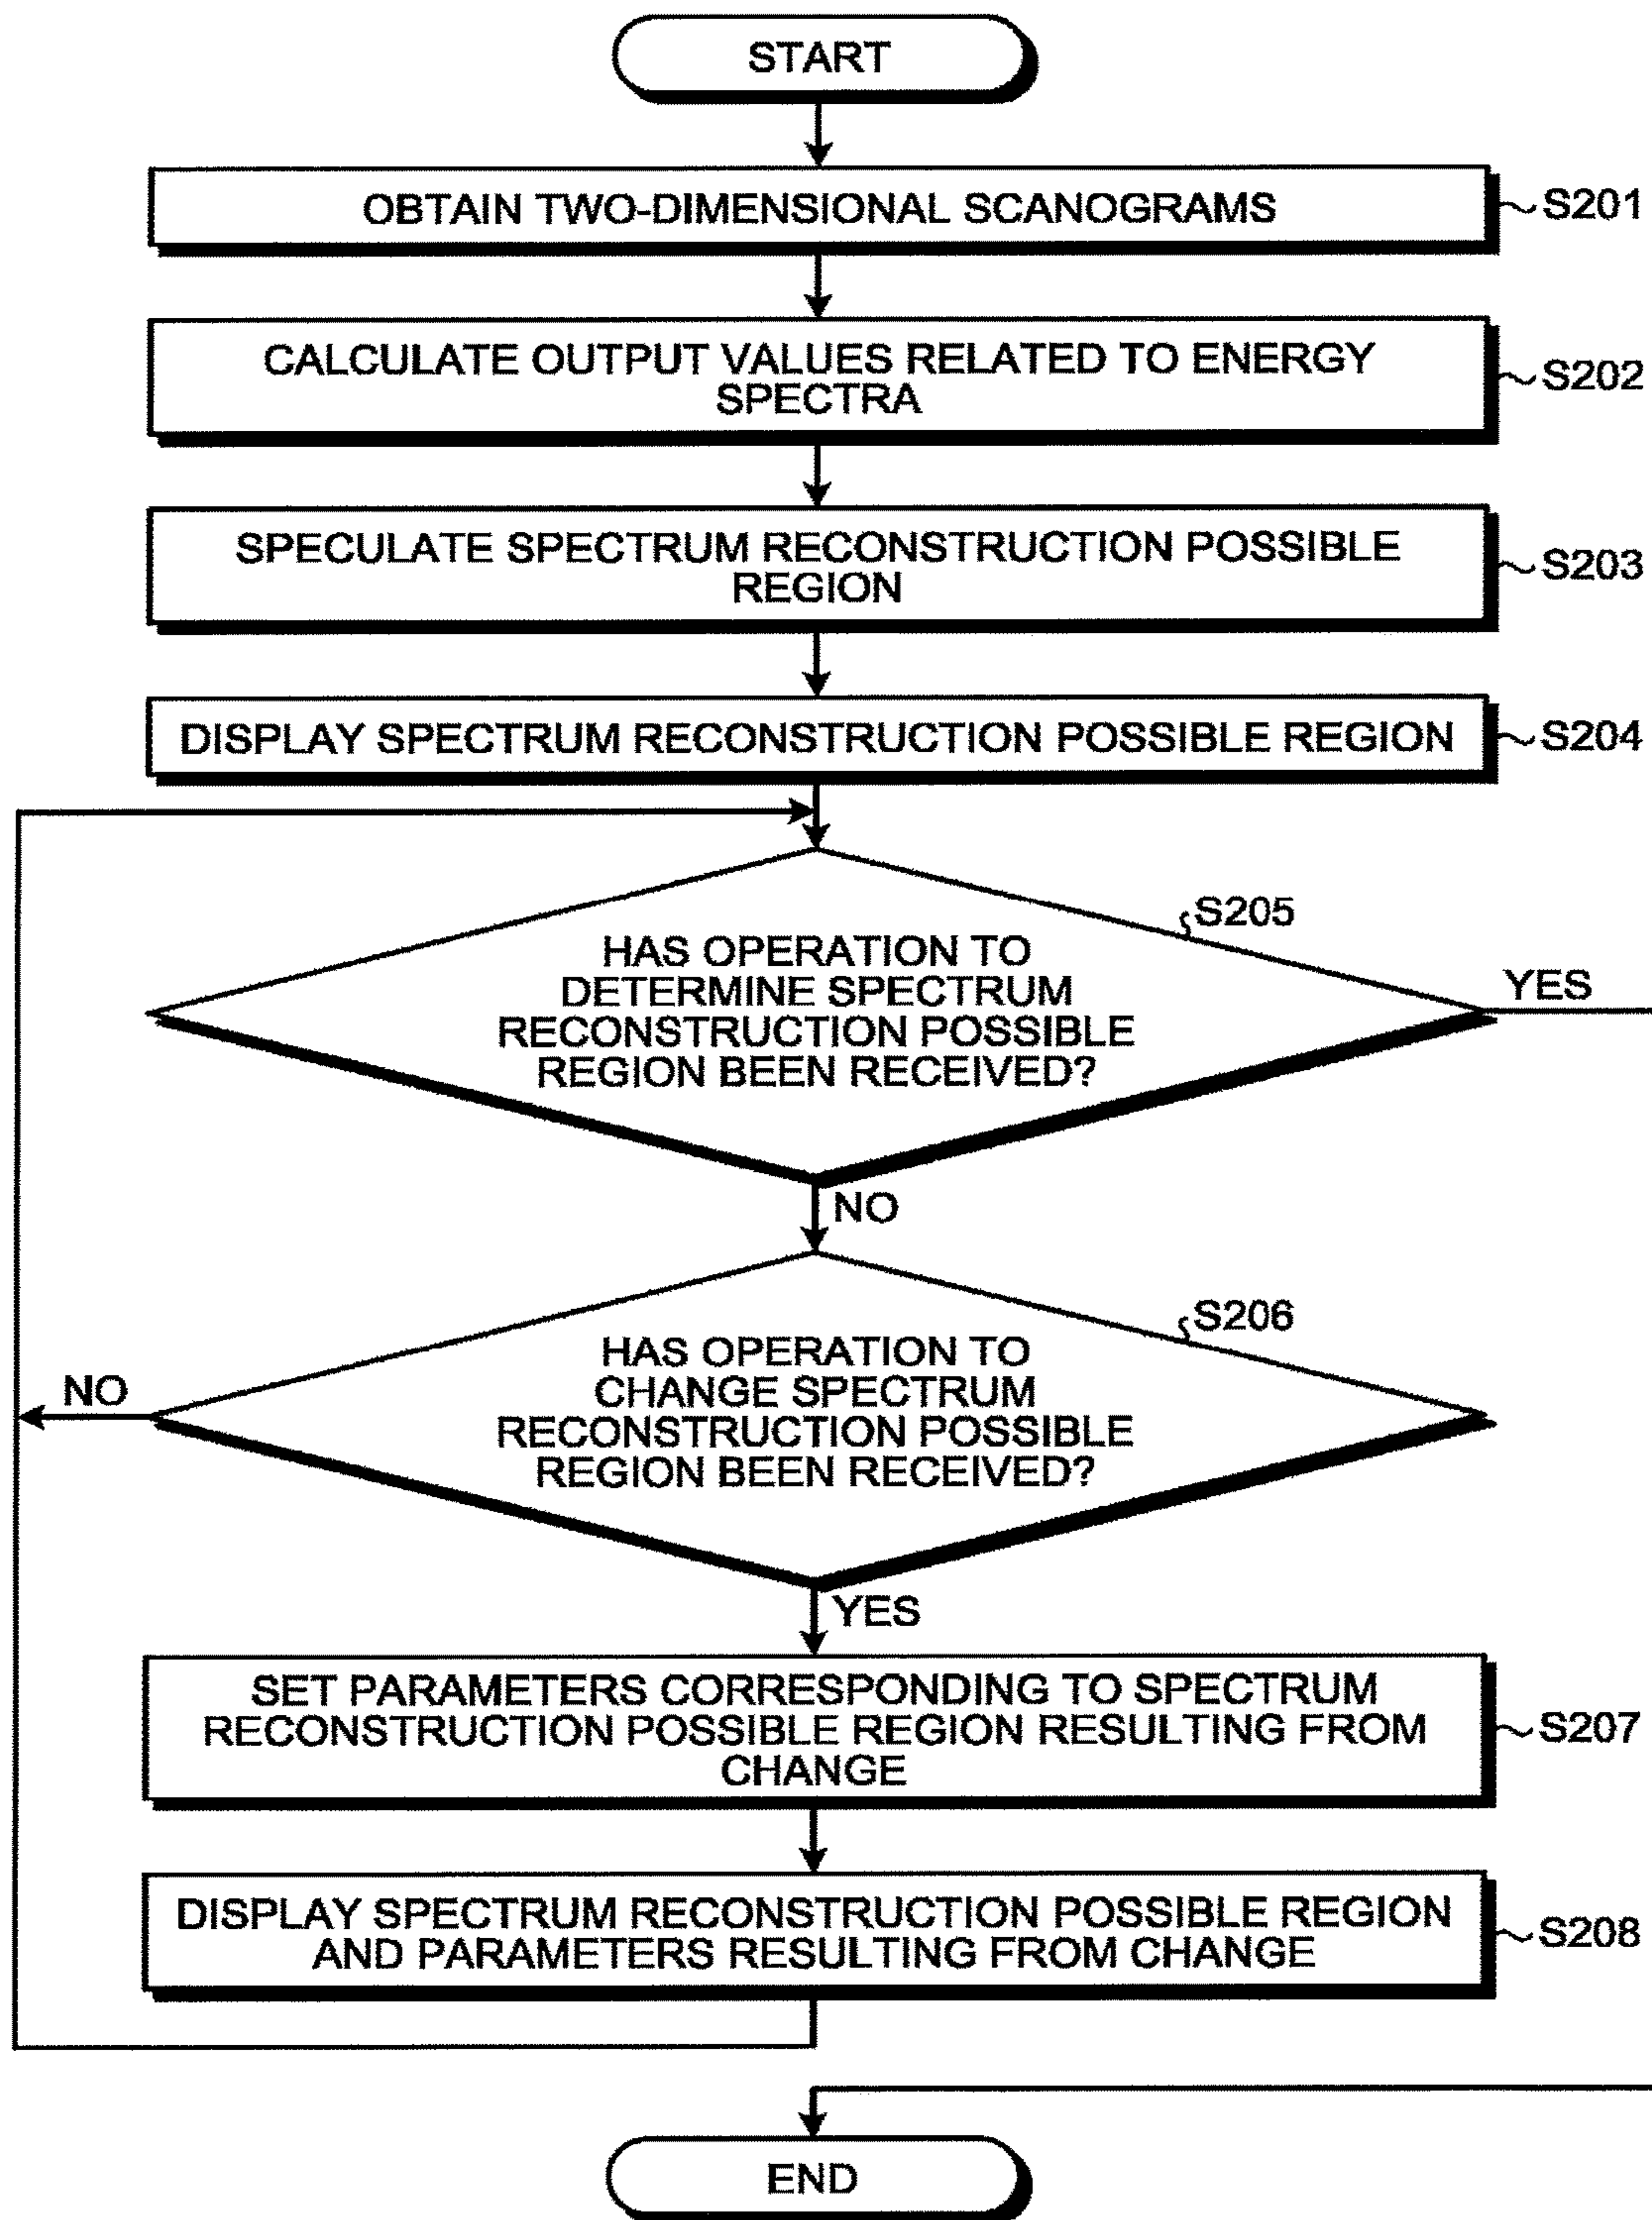 START
OBTAIN TWO-DIMENSIONAL SCANOGRAMS
S201
CALCULATE OUTPUT VALUES RELATED TO ENERGY
SPECTRA
S202
SPECULATE SPECTRUM RECONSTRUCTION POSSIBLE
REGION
S203
DISPLAY SPECTRUM RECONSTRUCTION POSSIBLE REGION
S204
S205
HAS OPERATION TO
DETERMINE SPECTRUM
RECONSTRUCTION POSSIBLE
REGION BEEN RECEIVED?
YES
NO
S206
HAS OPERATION TO
CHANGE SPECTRUM
RECONSTRUCTION POSSIBLE
REGION BEEN RECEIVED?
NO
YES
SET PARAMETERS CORRESPONDING TO SPECTRUM
RECONSTRUCTION POSSIBLE REGION RESULTING FROM
CHANGE
S207
DISPLAY SPECTRUM RECONSTRUCTION POSSIBLE REGION
AND PARAMETERS RESULTING FROM CHANGE
S208
END